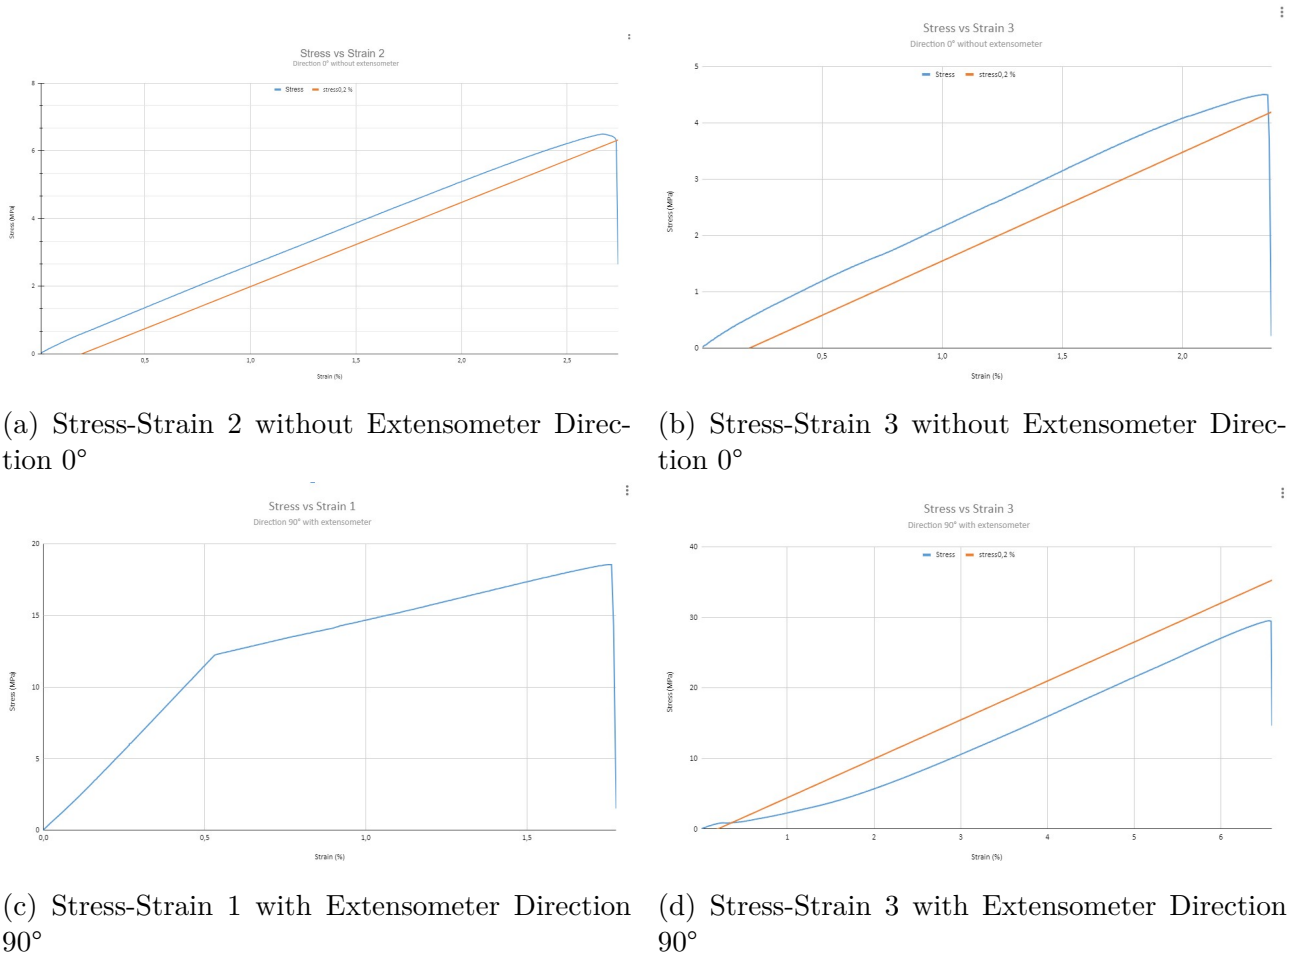 Stress vs Strain 2
Direction 0° without extensometer
Stress stress0,2 %
8
6
4
2
0
Stress (MPa)
0,5 1,0 1,5 2,0 2,5
Strain (%)
Stress vs Strain 3
Direction 0° without extensometer
Stress stress0,2 %
5
4
3
2
1
0
Stress (MPa)
0,5 1,0 1,5 2,0
Strain (%)
(a) Stress-Strain 2 without Extensometer Direc-
tion 0°
(b) Stress-Strain 3 without Extensometer Direc-
tion 0°
Stress vs Strain 1
Direction 90° with extensometer
20
15
10
5
0
Stress (MPa)
0,0 0,5 1,0 1,5
Strain (%)
Stress vs Strain 3
Direction 90° with extensometer
Stress stress0,2 %
40
30
20
10
0
Stress (MPa)
1 2 3 4 5 6
Strain (%)
(c) Stress-Strain 1 with Extensometer Direction
90°
(d) Stress-Strain 3 with Extensometer Direction
90°